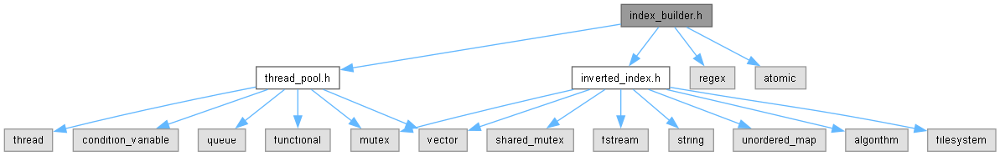 index_builder.h
thread_pool.h
inverted_index.h
regex
atomic
thread
condition_variable
queue
functional
mutex
vector
shared_mutex
fstream
string
unordered_map
algorithm
filesystem